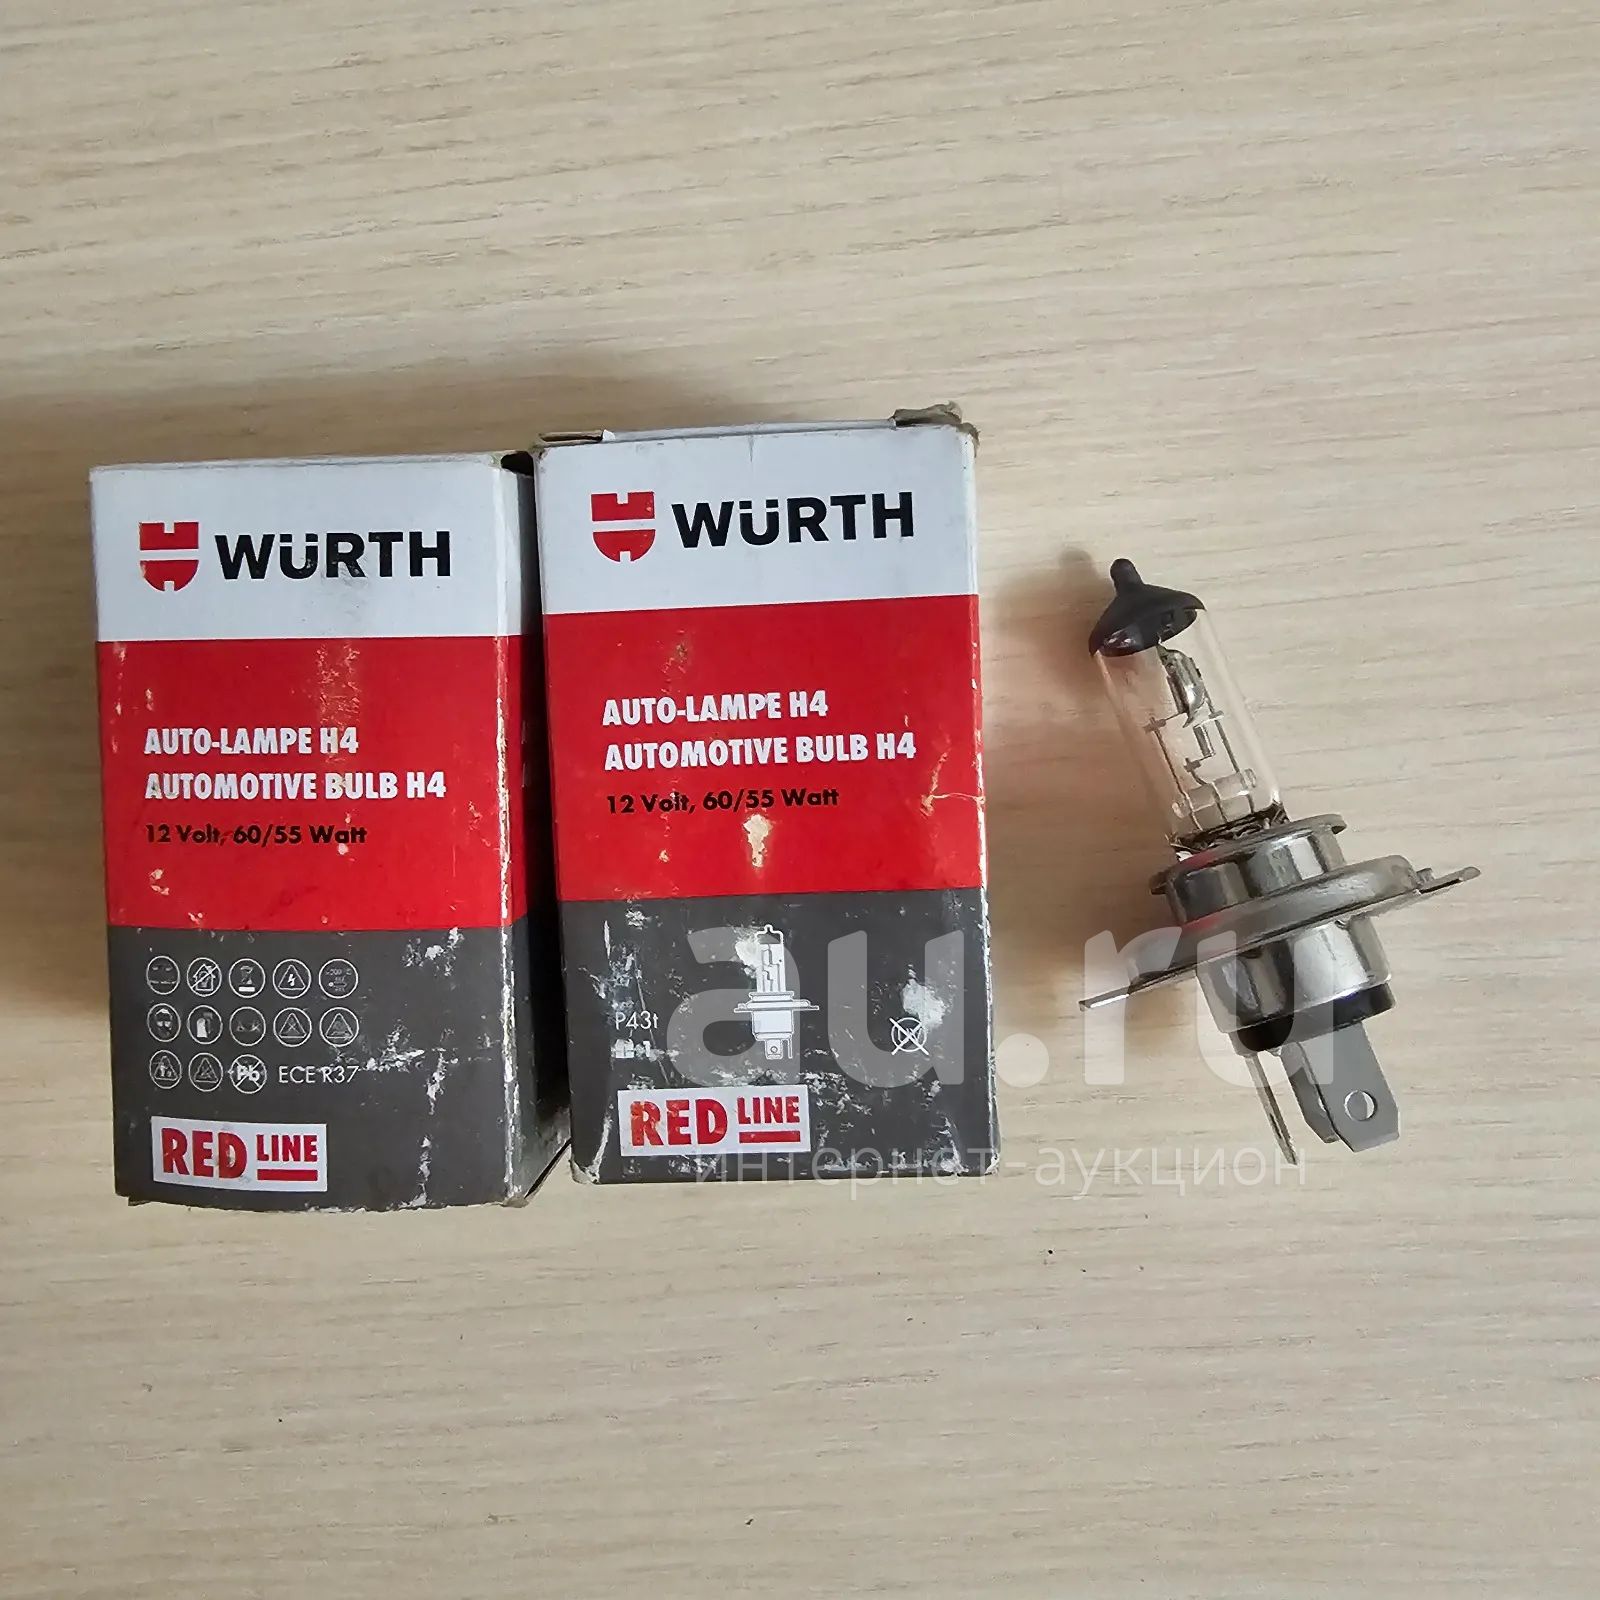 WÜRTH
AUTO-LAMPE H4
AUTOMOTIVE BULB H4
12 Volt, 60/55 Watt
Pb
ECE R37
RED LINE
WÜRTH
AUTO-LAMPE H4
AUTOMOTIVE BULB H4
12 Volt, 60/55 Watt
P43t
RED LINE
au.ru
интернет-аукцион